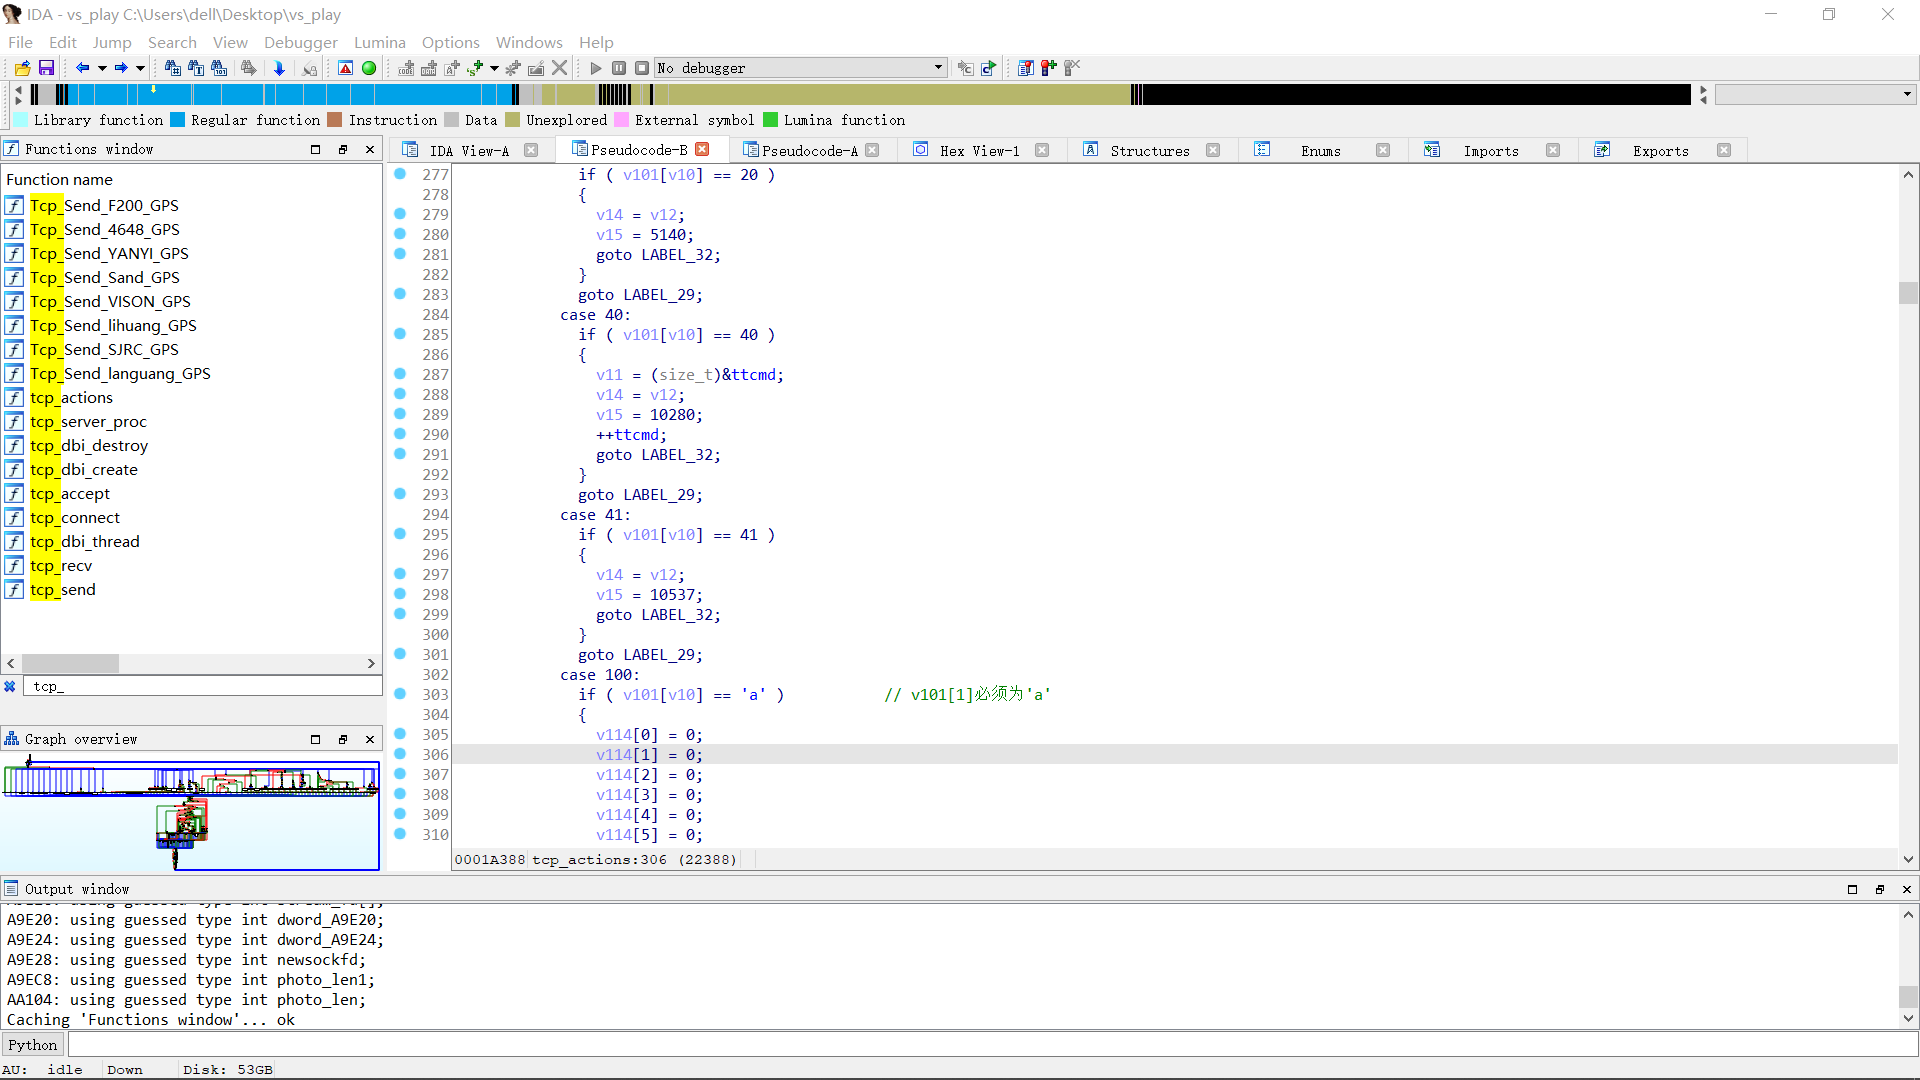 IDA - vs_play C:\Users\dell\Desktop\vs_play
File Edit Jump Search View Debugger Lumina Options Windows Help
No debugger
Library function Regular function Instruction Data Unexplored External symbol Lumina function
Functions window
IDA View-A Pseudocode-B Pseudocode-A Hex View-1 Structures Enums Imports Exports
Function name
Tcp_Send_F200_GPS
Tcp_Send_4648_GPS
Tcp_Send_YANYI_GPS
Tcp_Send_Sand_GPS
Tcp_Send_VISON_GPS
Tcp_Send_lihuang_GPS
Tcp_Send_SJRC_GPS
Tcp_Send_languang_GPS
tcp_actions
tcp_server_proc
tcp_dbi_destroy
tcp_dbi_create
tcp_accept
tcp_connect
tcp_dbi_thread
tcp_recv
tcp_send
tcp_
Graph overview
277 if ( v101[v10] == 20 )
278 {
279 v14 = v12;
280 v15 = 5140;
281 goto LABEL_32;
282 }
283 goto LABEL_29;
284 case 40:
285 if ( v101[v10] == 40 )
286 {
287 v11 = (size_t)&ttcmd;
288 v14 = v12;
289 v15 = 10280;
290 ++ttcmd;
291 goto LABEL_32;
292 }
293 goto LABEL_29;
294 case 41:
295 if ( v101[v10] == 41 )
296 {
297 v14 = v12;
298 v15 = 10537;
299 goto LABEL_32;
300 }
301 goto LABEL_29;
302 case 100:
303 if ( v101[v10] == 'a' ) // v101[1]必须为'a'
304 {
305 v114[0] = 0;
306 v114[1] = 0;
307 v114[2] = 0;
308 v114[3] = 0;
309 v114[4] = 0;
310 v114[5] = 0;
0001A388 tcp_actions:306 (22388)
Output window
A9E20: using guessed type int dword_A9E20;
A9E24: using guessed type int dword_A9E24;
A9E28: using guessed type int newsockfd;
A9EC8: using guessed type int photo_len1;
AA104: using guessed type int photo_len;
Caching 'Functions window'... ok
Python
AU: idle Down Disk: 53GB